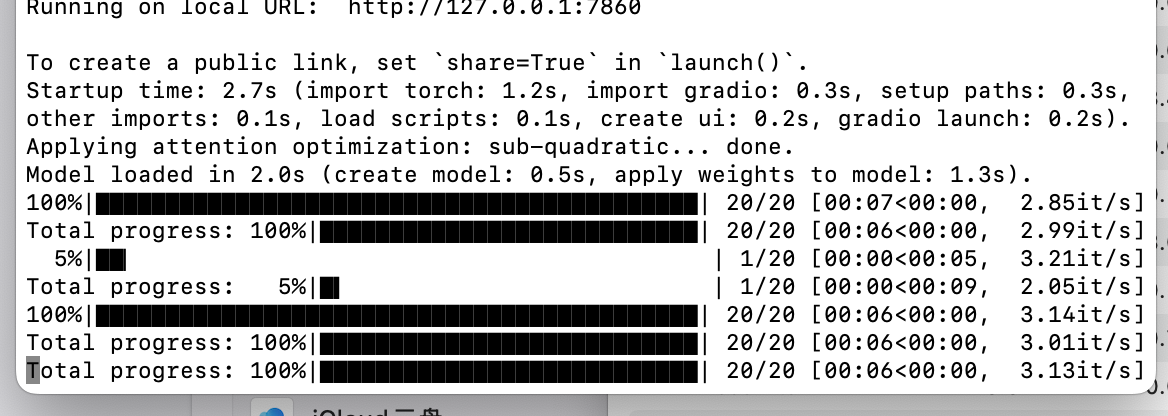 Running on local URL:  http://127.0.0.1:7860
To create a public link, set `share=True` in `launch()`.
Startup time: 2.7s (import torch: 1.2s, import gradio: 0.3s, setup paths: 0.3s,
other imports: 0.1s, load scripts: 0.1s, create ui: 0.2s, gradio launch: 0.2s).
Applying attention optimization: sub-quadratic... done.
Model loaded in 2.0s (create model: 0.5s, apply weights to model: 1.3s).
100%|| 20/20 [00:07<00:00,  2.85it/s]
Total progress: 100%|| 20/20 [00:06<00:00,  2.99it/s]
5%|| 1/20 [00:00<00:05,  3.21it/s]
Total progress:   5%|| 1/20 [00:00<00:09,  2.05it/s]
100%|| 20/20 [00:06<00:00,  3.14it/s]
Total progress: 100%|| 20/20 [00:06<00:00,  3.01it/s]
Total progress: 100%|| 20/20 [00:06<00:00,  3.13it/s]
iCloud 云盘